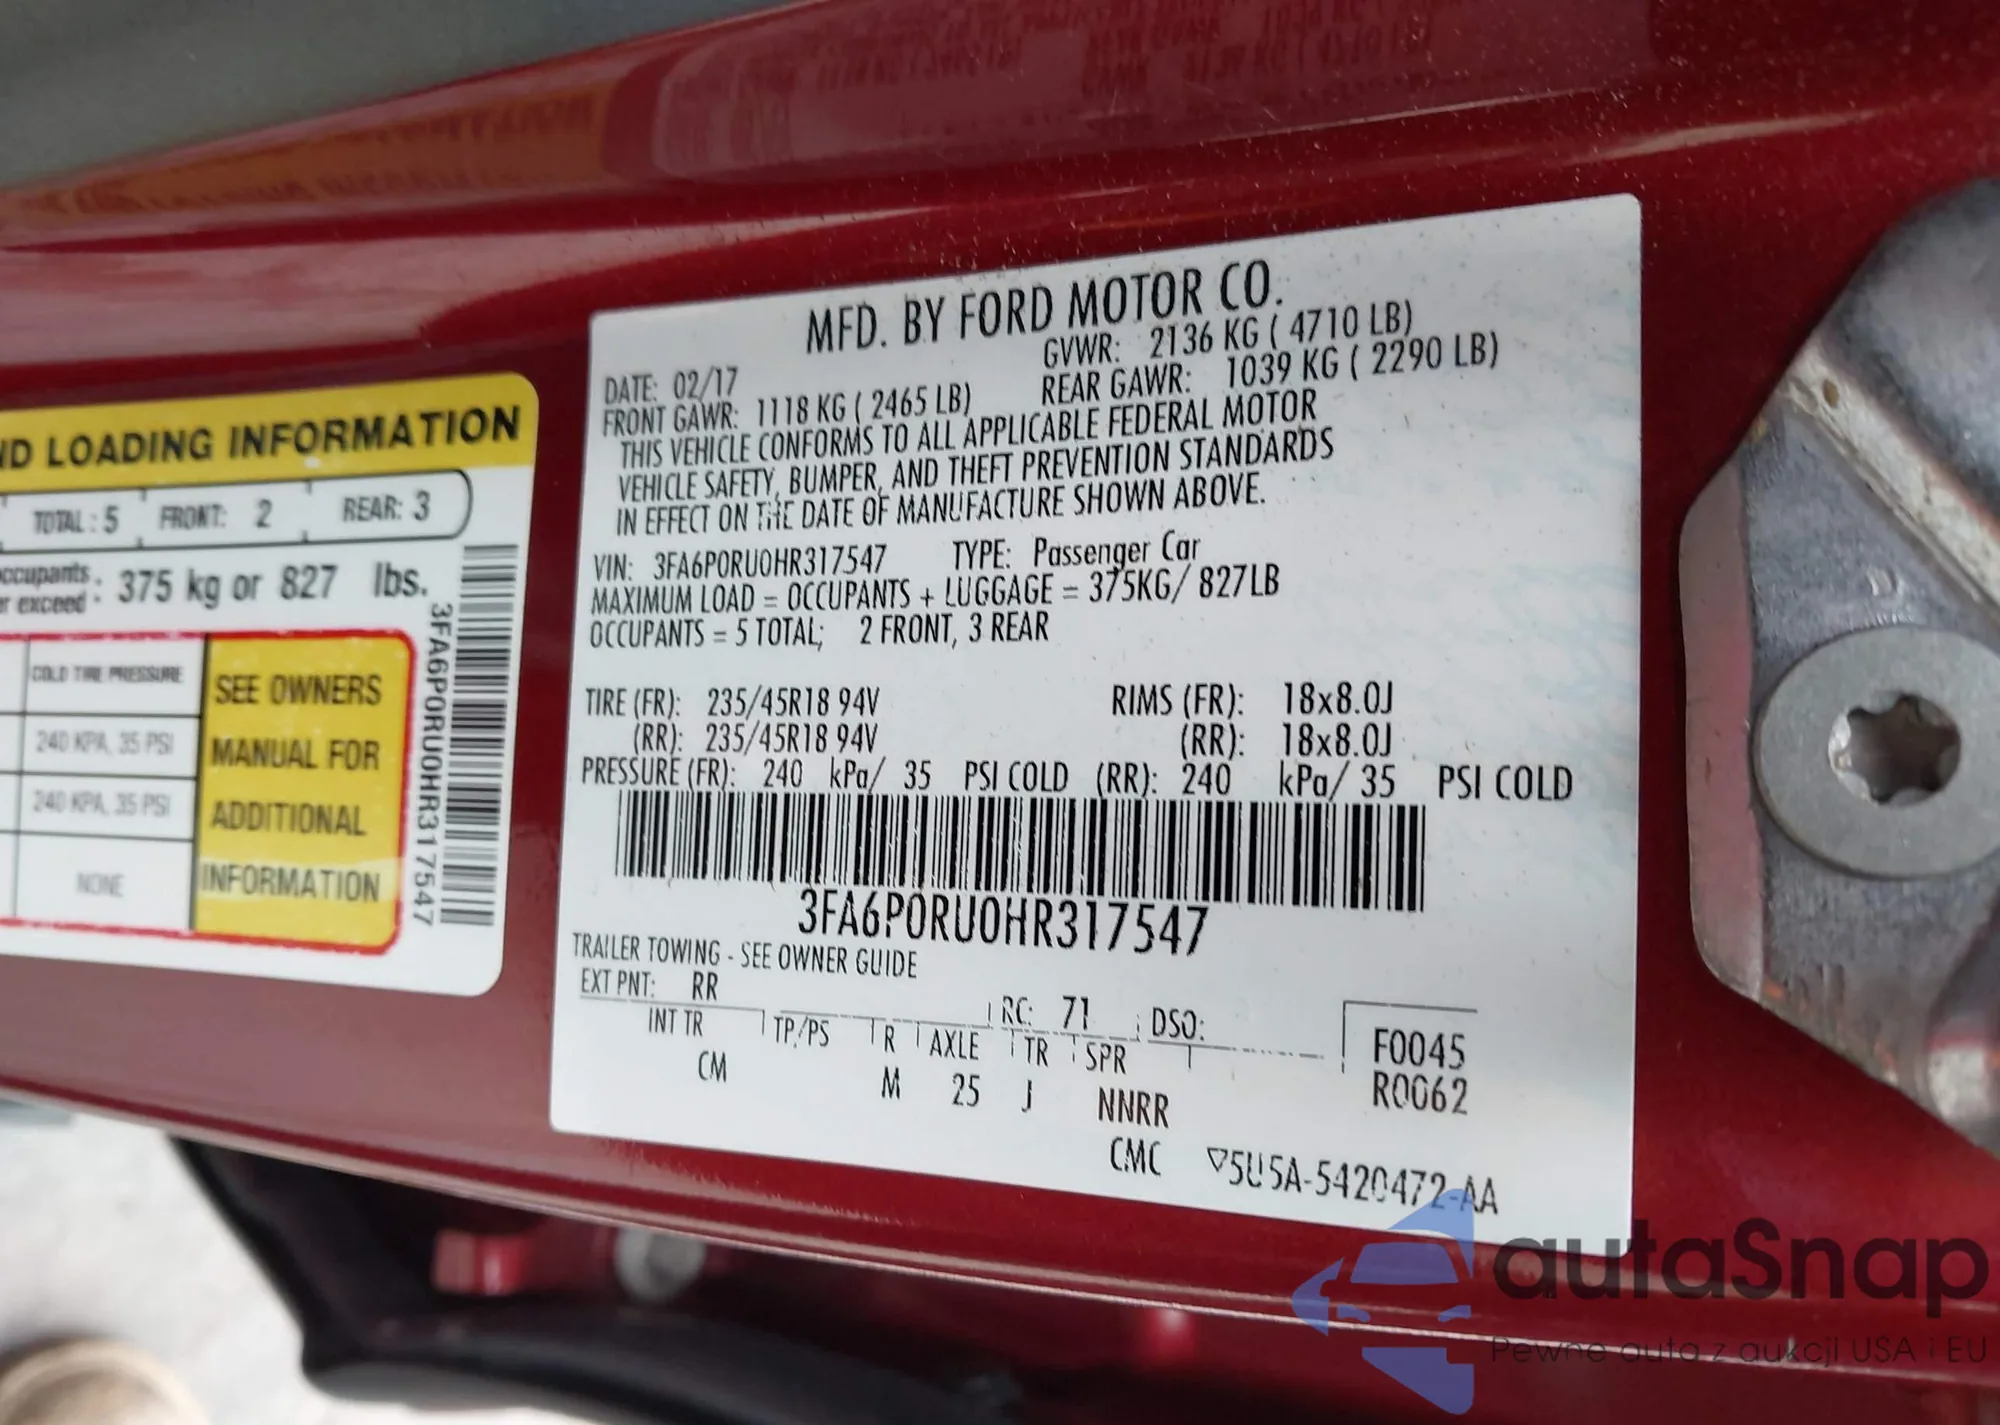 ND LOADING INFORMATION
TOTAL : 5 FRONT: 2 REAR: 3
occupants
er exceed 375 kg or 827 lbs.
COLD TIRE PRESSURE
240 KPA, 35 PSI
240 KPA, 35 PSI
NONE
SEE OWNERS
MANUAL FOR
ADDITIONAL
INFORMATION
3FA6P0RU0HR317547
MFD. BY FORD MOTOR CO.
DATE: 02/17 GVWR: 2136 KG ( 4710 LB)
FRONT GAWR: 1118 KG ( 2465 LB) REAR GAWR: 1039 KG ( 2290 LB)
THIS VEHICLE CONFORMS TO ALL APPLICABLE FEDERAL MOTOR
VEHICLE SAFETY, BUMPER, AND THEFT PREVENTION STANDARDS
IN EFFECT ON THE DATE OF MANUFACTURE SHOWN ABOVE.
VIN: 3FA6P0RU0HR317547 TYPE: Passenger Car
MAXIMUM LOAD = OCCUPANTS + LUGGAGE = 375KG/ 827LB
OCCUPANTS = 5 TOTAL; 2 FRONT, 3 REAR
TIRE (FR): 235/45R18 94V RIMS (FR): 18x8.0J
(RR): 235/45R18 94V (RR): 18x8.0J
PRESSURE (FR): 240 kPa/ 35 PSI COLD (RR): 240 kPa/ 35 PSI COLD
3FA6P0RU0HR317547
TRAILER TOWING - SEE OWNER GUIDE
EXT PNT: RR RC: 71 DSO:
INT TR TP/PS R AXLE TR SPR F0045
CM M 25 J NNRR R0062
CMC ▽5U5A-5420472-AA
autaSnap
Pewne auta z aukcji USA i EU